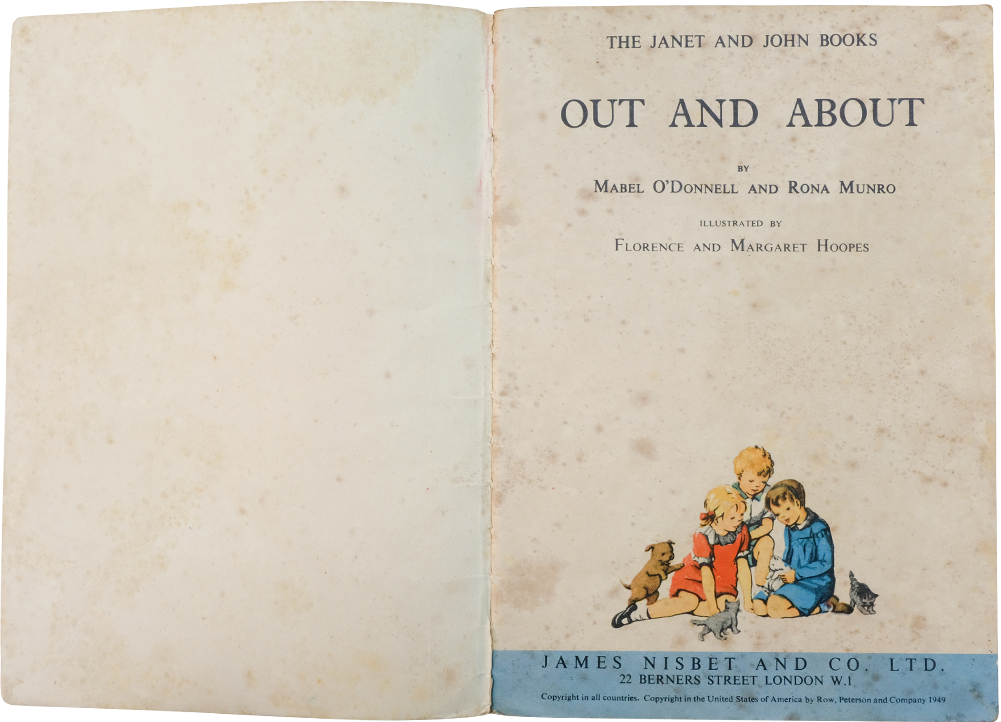 THE JANET AND JOHN BOOKS
OUT AND ABOUT
BY
MABEL O'DONNELL AND RONA MUNRO
ILLUSTRATED BY
FLORENCE AND MARGARET HOOPES
JAMES NISBET AND CO. LTD.
22 BERNERS STREET LONDON W.1
Copyright in all countries. Copyright in the United States of America by Row, Peterson and Company 1949